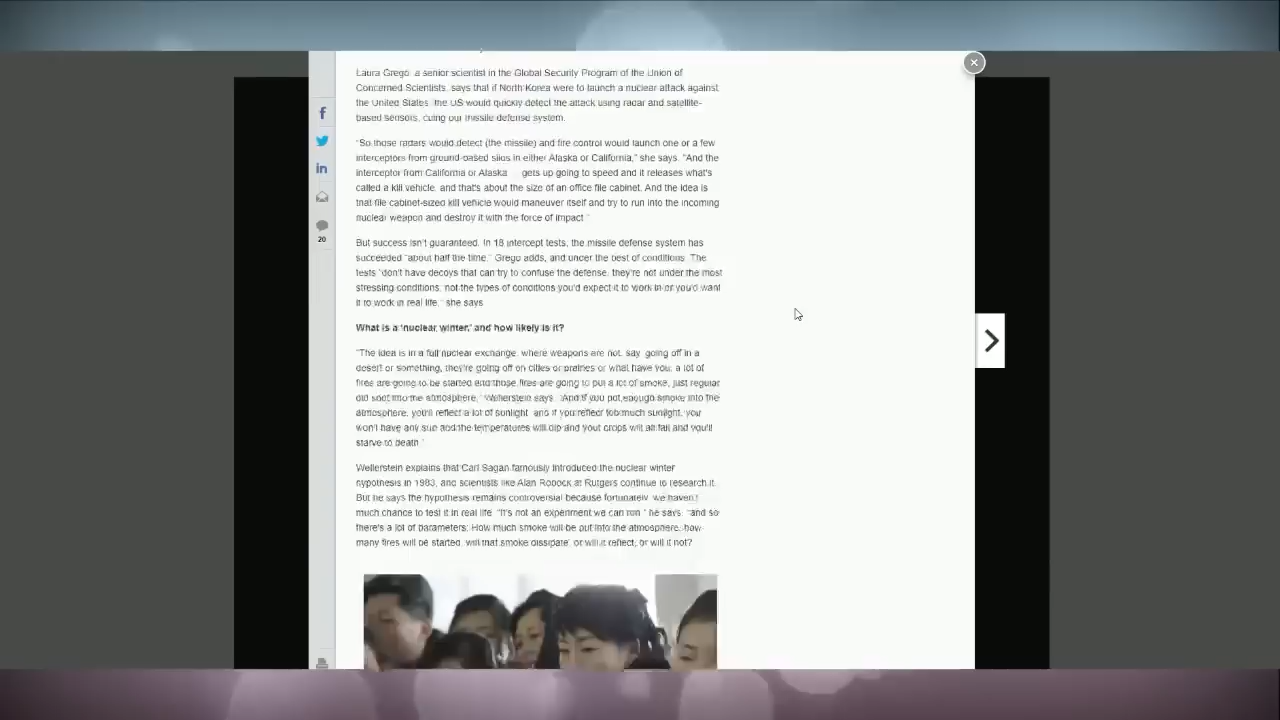 Laura Grego, a senior scientist in the Global Security Program of the Union of
Concerned Scientists, says that if North Korea were to launch a nuclear attack against
the United States, the US would quickly detect the attack using radar and satellite-
based sensors, cuing our missile defense system.
"So those radars would detect (the missile) and fire control would launch one or a few
interceptors from ground-based silos in either Alaska or California," she says. "And the
interceptor from California or Alaska gets up going to speed and it releases what's
called a kill vehicle, and that's about the size of an office file cabinet. And the idea is
that file cabinet-sized kill vehicle would maneuver itself and try to run into the incoming
nuclear weapon and destroy it with the force of impact."
But success isn't guaranteed. In 18 intercept tests, the missile defense system has
succeeded "about half the time," Grego adds, and under the best of conditions. The
tests "don't have decoys that can try to confuse the defense, they're not under the most
stressing conditions, not the types of conditions you'd expect it to work in or you'd want
it to work in real life," she says.
What is a 'nuclear winter,' and how likely is it?
"The idea is in a full nuclear exchange, where weapons are not, say, going off in a
desert or something, they're going off on cities or prairies or what have you, a lot of
fires are going to be started and those fires are going to put a lot of smoke, just regular
old soot into the atmosphere," Wellerstein says. "And if you put enough smoke into the
atmosphere, you'll reflect a lot of sunlight, and if you reflect too much sunlight, you
won't have any sun and the temperatures will dip and your crops will all fail and you'll
starve to death."
Wellerstein explains that Carl Sagan famously introduced the nuclear winter
hypothesis in 1983, and scientists like Alan Robock at Rutgers continue to research it.
But he says the hypothesis remains controversial because fortunately, we haven't
much chance to test it in real life. "It's not an experiment we can run," he says, "and so
there's a lot of parameters: How much smoke will be put into the atmosphere, how
many fires will be started, will that smoke dissipate, or will it reflect, or will it not?
20